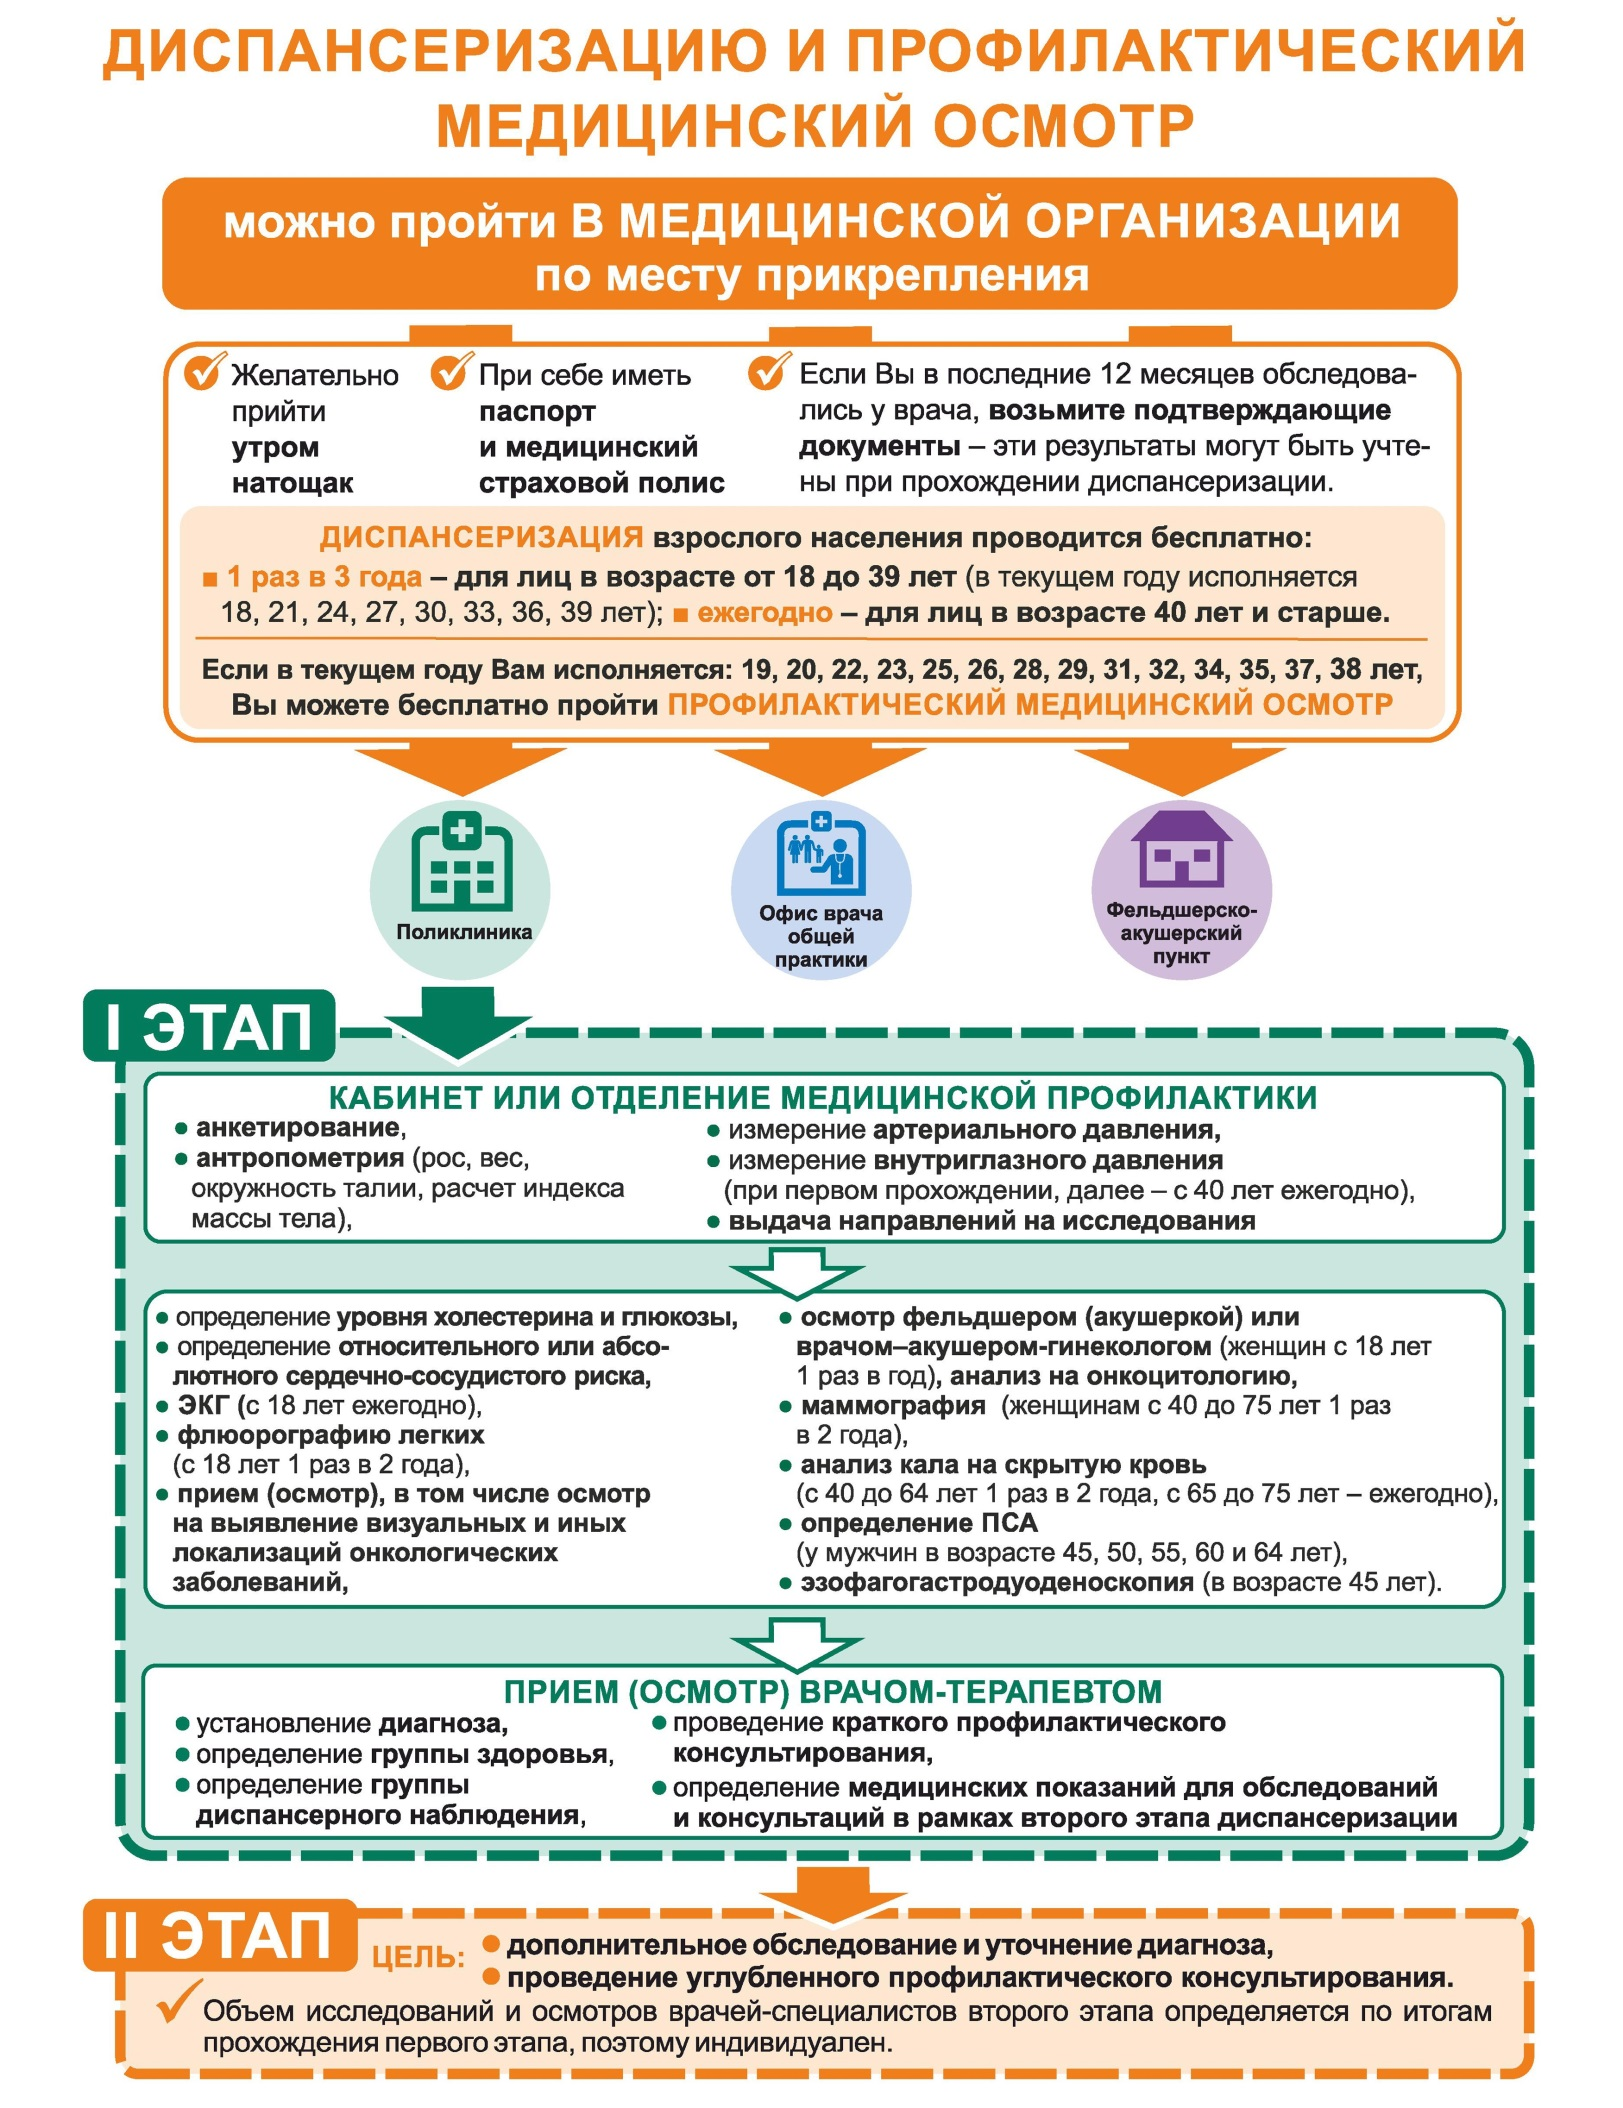 ДИСПАНСЕРИЗАЦИЮ И ПРОФИЛАКТИЧЕСКИЙ
МЕДИЦИНСКИЙ ОСМОТР
можно пройти В МЕДИЦИНСКОЙ ОРГАНИЗАЦИИ
по месту прикрепления
Желательно
прийти
утром
натощак
При себе иметь
паспорт
и медицинский
страховой полис
Если Вы в последние 12 месяцев обследова-
лись у врача, возьмите подтверждающие
документы – эти результаты могут быть учте-
ны при прохождении диспансеризации.
ДИСПАНСЕРИЗАЦИЯ взрослого населения проводится бесплатно:
■ 1 раз в 3 года – для лиц в возрасте от 18 до 39 лет (в текущем году исполняется
18, 21, 24, 27, 30, 33, 36, 39 лет); ■ ежегодно – для лиц в возрасте 40 лет и старше.
Если в текущем году Вам исполняется: 19, 20, 22, 23, 25, 26, 28, 29, 31, 32, 34, 35, 37, 38 лет,
Вы можете бесплатно пройти ПРОФИЛАКТИЧЕСКИЙ МЕДИЦИНСКИЙ ОСМОТР
Поликлиника
Офис врача
общей
практики
Фельдшерско-
акушерский
пункт
I ЭТАП
КАБИНЕТ ИЛИ ОТДЕЛЕНИЕ МЕДИЦИНСКОЙ ПРОФИЛАКТИКИ
● анкетирование,
● антропометрия (рос, вес,
окружность талии, расчет индекса
массы тела),
● измерение артериального давления,
● измерение внутриглазного давления
(при первом прохождении, далее – с 40 лет ежегодно),
● выдача направлений на исследования
● определение уровня холестерина и глюкозы,
● определение относительного или абсо-
лютного сердечно-сосудистого риска,
● ЭКГ (с 18 лет ежегодно),
● флюорографию легких
(с 18 лет 1 раз в 2 года),
● прием (осмотр), в том числе осмотр
на выявление визуальных и иных
локализаций онкологических
заболеваний,
● осмотр фельдшером (акушеркой) или
врачом–акушером-гинекологом (женщин с 18 лет
1 раз в год), анализ на онкоцитологию,
● маммография (женщинам с 40 до 75 лет 1 раз
в 2 года),
● анализ кала на скрытую кровь
(с 40 до 64 лет 1 раз в 2 года, с 65 до 75 лет – ежегодно),
● определение ПСА
(у мужчин в возрасте 45, 50, 55, 60 и 64 лет),
● эзофагогастродуоденоскопия (в возрасте 45 лет).
ПРИЕМ (ОСМОТР) ВРАЧОМ-ТЕРАПЕВТОМ
● установление диагноза,
● определение группы здоровья,
● определение группы
диспансерного наблюдения,
● проведение краткого профилактического
консультирования,
● определение медицинских показаний для обследований
и консультаций в рамках второго этапа диспансеризации
II ЭТАП
ЦЕЛЬ: ● дополнительное обследование и уточнение диагноза,
● проведение углубленного профилактического консультирования.
Объем исследований и осмотров врачей-специалистов второго этапа определяется по итогам
прохождения первого этапа, поэтому индивидуален.